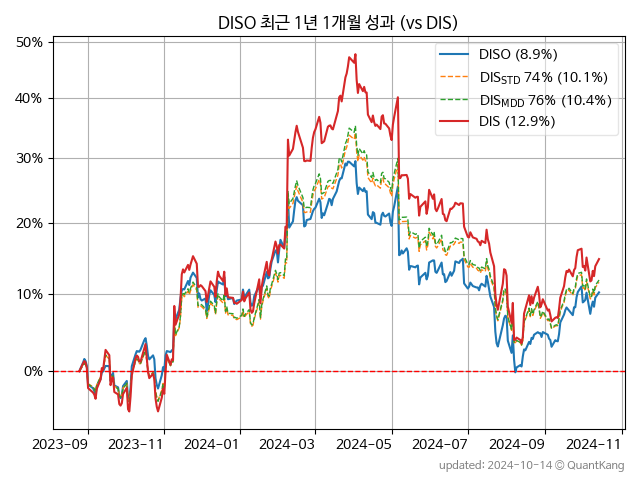 DISO 최근 1년 1개월 성과 (vs DIS)
50%
40%
30%
20%
10%
0%
DISO (8.9%)
DISSTD 74% (10.1%)
DISMDD 76% (10.4%)
DIS (12.9%)
2023-09 2023-11 2024-01 2024-03 2024-05 2024-07 2024-09 2024-11
updated: 2024-10-14 © QuantKang